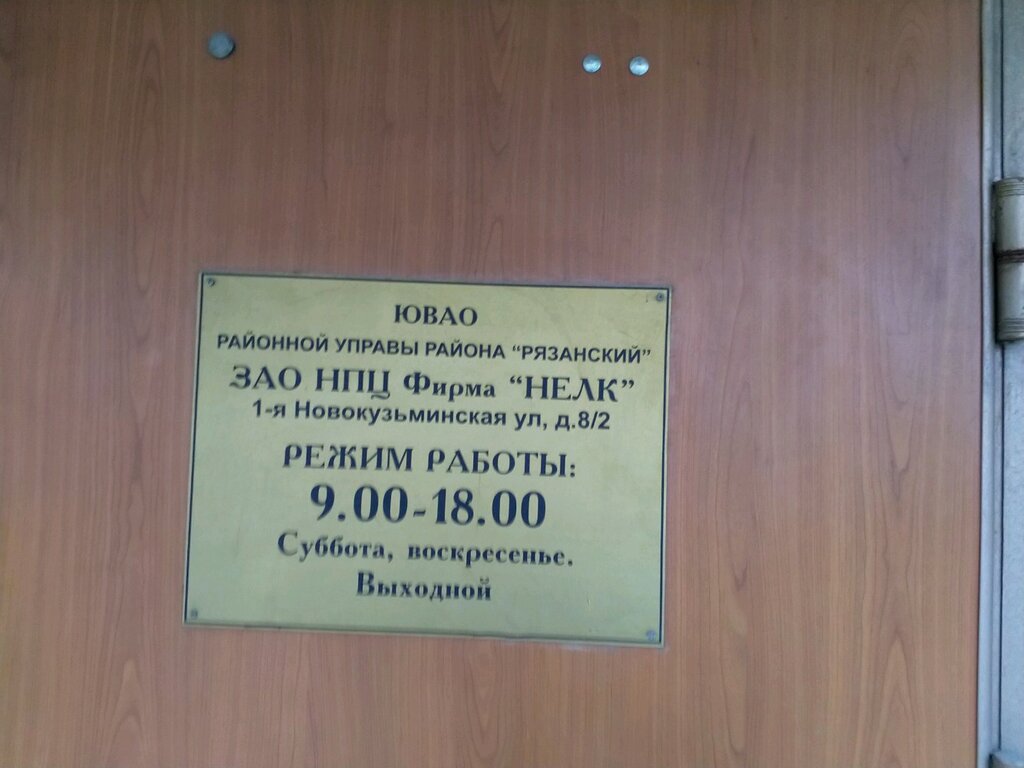 ЮВАО
РАЙОННОЙ УПРАВЫ РАЙОНА “РЯЗАНСКИЙ”
ЗАО НПЦ Фирма “НЕЛК”
1-я Новокузьминская ул, д.8/2
РЕЖИМ РАБОТЫ:
9.00-18.00
Суббота, воскресенье.
Выходной